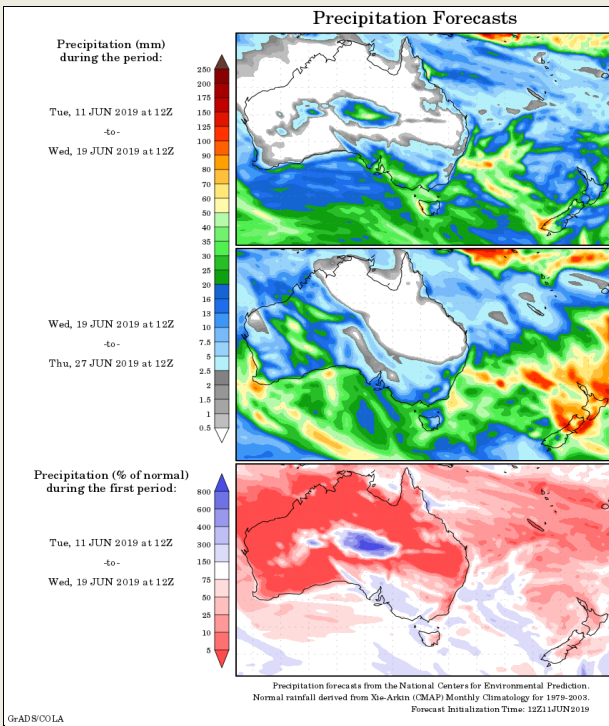 Precipitation Forecasts
Precipitation (mm)
during the period:
250
200
175
150
125
100
90
80
70
60
50
40
35
30
25
20
16
13
10
7.5
5
2.5
2
1.5
1
0.5
Tue, 11 JUN 2019 at 12Z
-to-
Wed, 19 JUN 2019 at 12Z
Wed, 19 JUN 2019 at 12Z
-to-
Thu, 27 JUN 2019 at 12Z
Precipitation (% of normal)
during the first period:
800
600
400
300
150
75
50
25
10
5
Tue, 11 JUN 2019 at 12Z
-to-
Wed, 19 JUN 2019 at 12Z
Precipitation forecasts from the National Centers for Environmental Prediction.
Normal rainfall derived from Xie-Arkin (CMAP) Monthly Climatology for 1979-2003.
Forecast Initialization Time: 12Z11JUN2019
GrADS/COLA